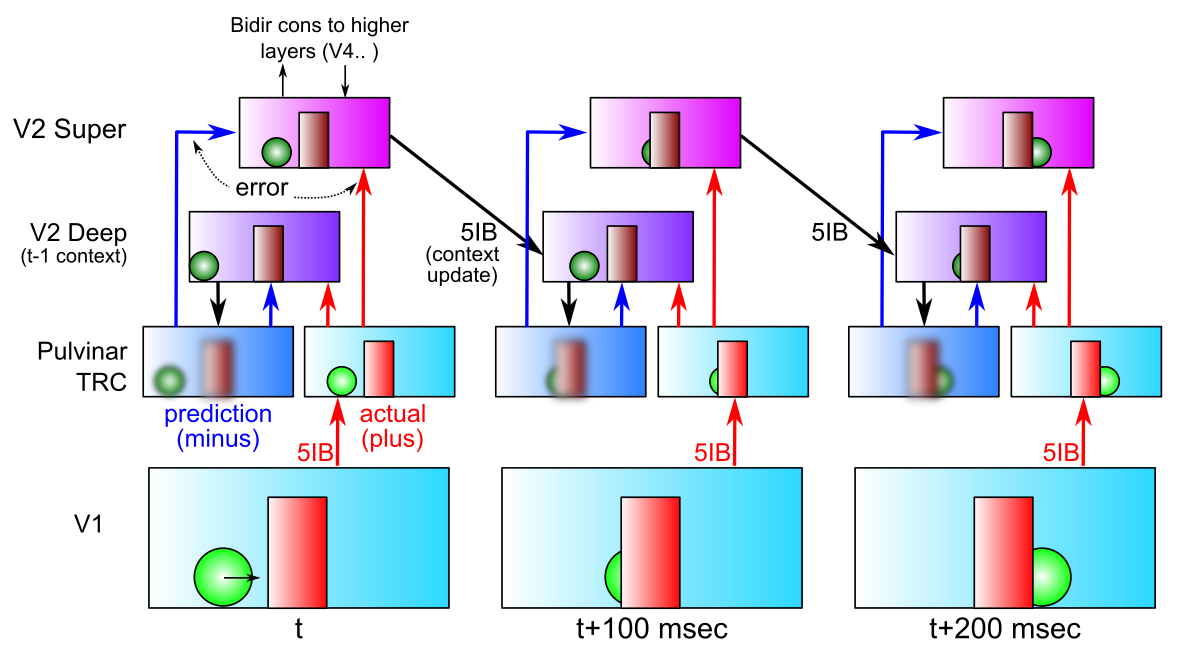 Bidir cons to higher
layers (V4.. )
V2 Super
error
V2 Deep
(t-1 context)
5IB
(context
update)
5IB
Pulvinar
TRC
prediction
(minus)
actual
(plus)
5IB
5IB
5IB
V1
t
t+100 msec
t+200 msec